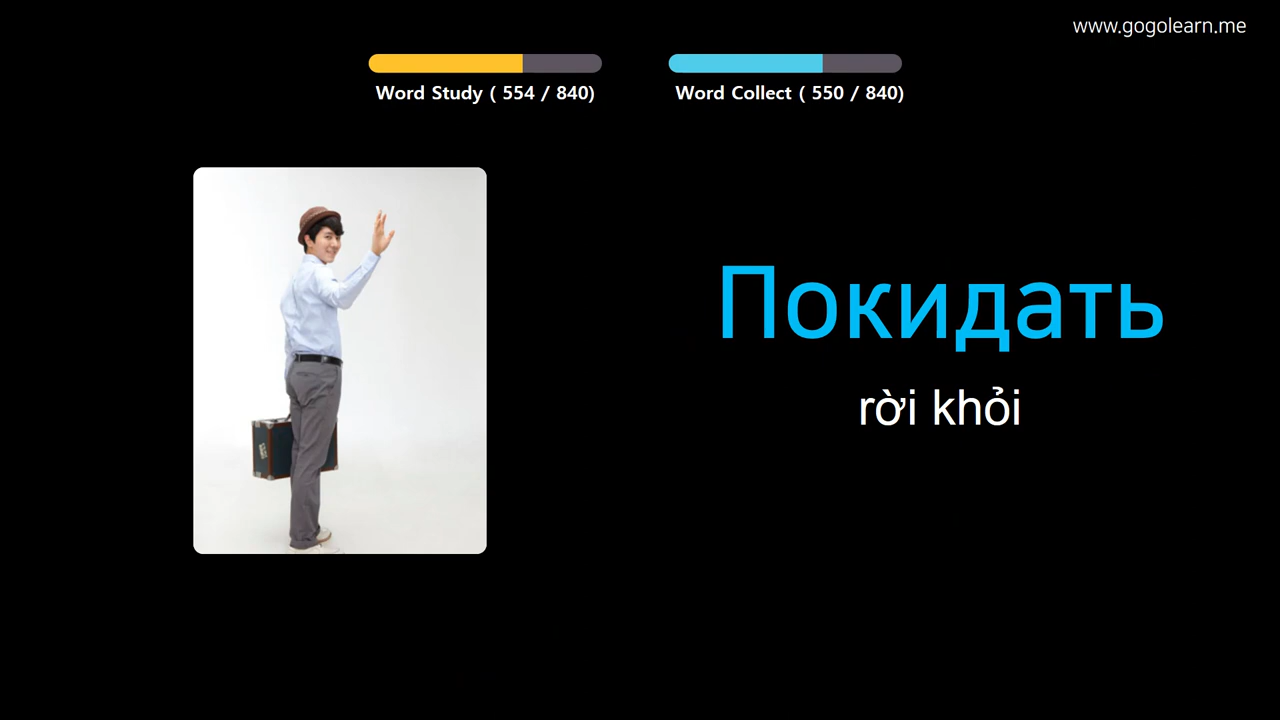 www.gogolearn.me
Word Study ( 554 / 840)
Word Collect ( 550 / 840)
Покидать
rời khỏi